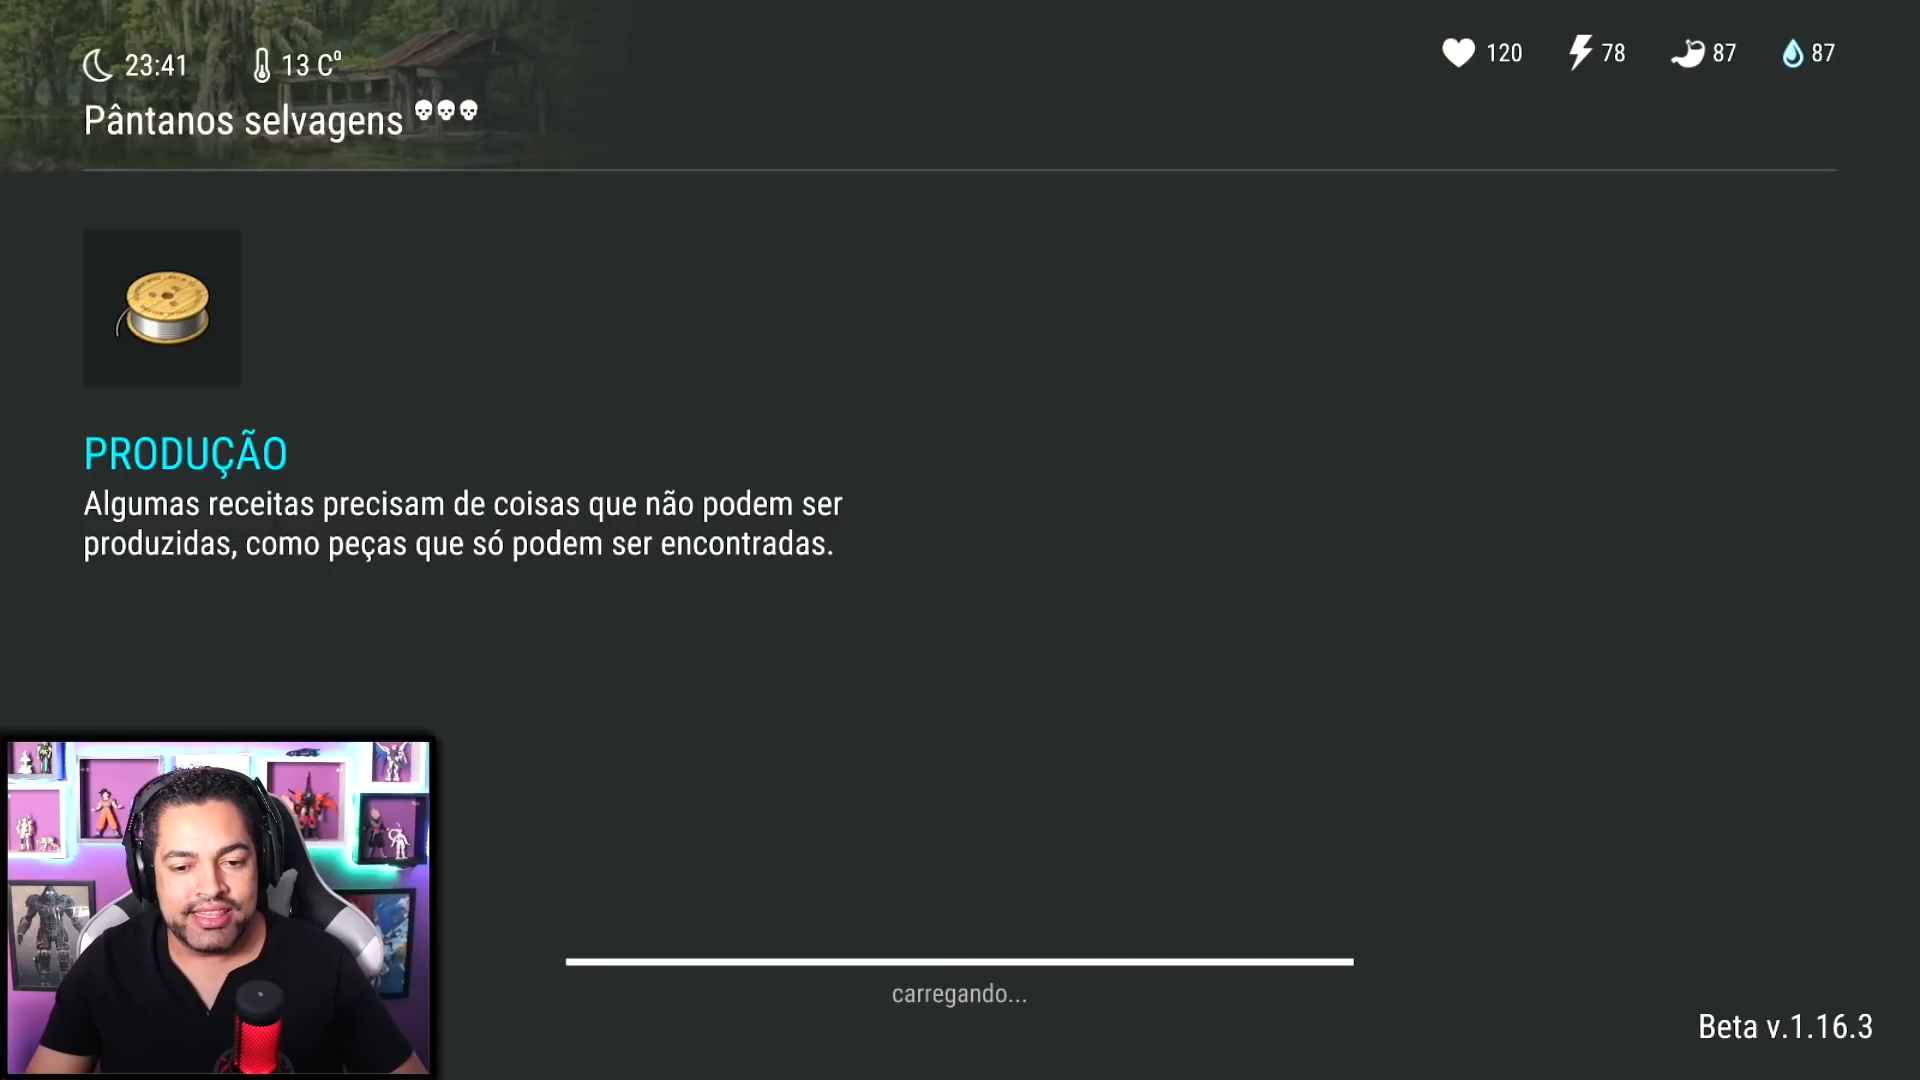 23:41
13 Cº
120
78
87
87
Pântanos selvagens
PRODUÇÃO
Algumas receitas precisam de coisas que não podem ser
produzidas, como peças que só podem ser encontradas.
carregando...
Beta v.1.16.3